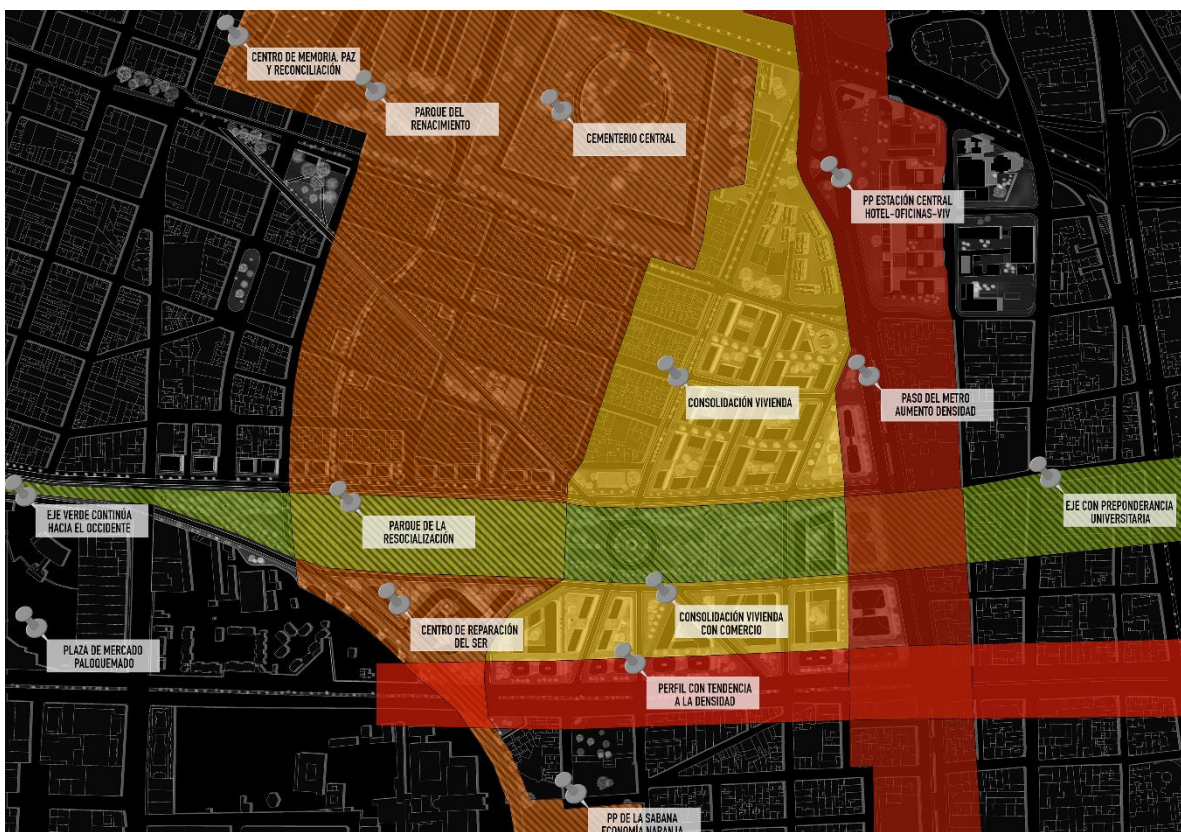 CENTRO DE MEMORIA, PAZ
Y RECONCILIACIÓN
PARQUE DEL
RENACIMIENTO
CEMENTERIO CENTRAL
PP ESTACIÓN CENTRAL
HOTEL-OFICINAS-VIV
CONSOLIDACIÓN VIVIENDA
PASO DEL METRO
AUMENTO DENSIDAD
EJE VERDE CONTINÚA
HACIA EL OCCIDENTE
PARQUE DE LA
RESOCIALIZACIÓN
EJE CON PREPONDERANCIA
UNIVERSITARIA
PLAZA DE MERCADO
PALOQUEMADO
CENTRO DE REPARACIÓN
DEL SER
CONSOLIDACIÓN VIVIENDA
CON COMERCIO
PERFIL CON TENDENCIA
A LA DENSIDAD
PP DE LA SABANA
ECONOMÍA NARANJA